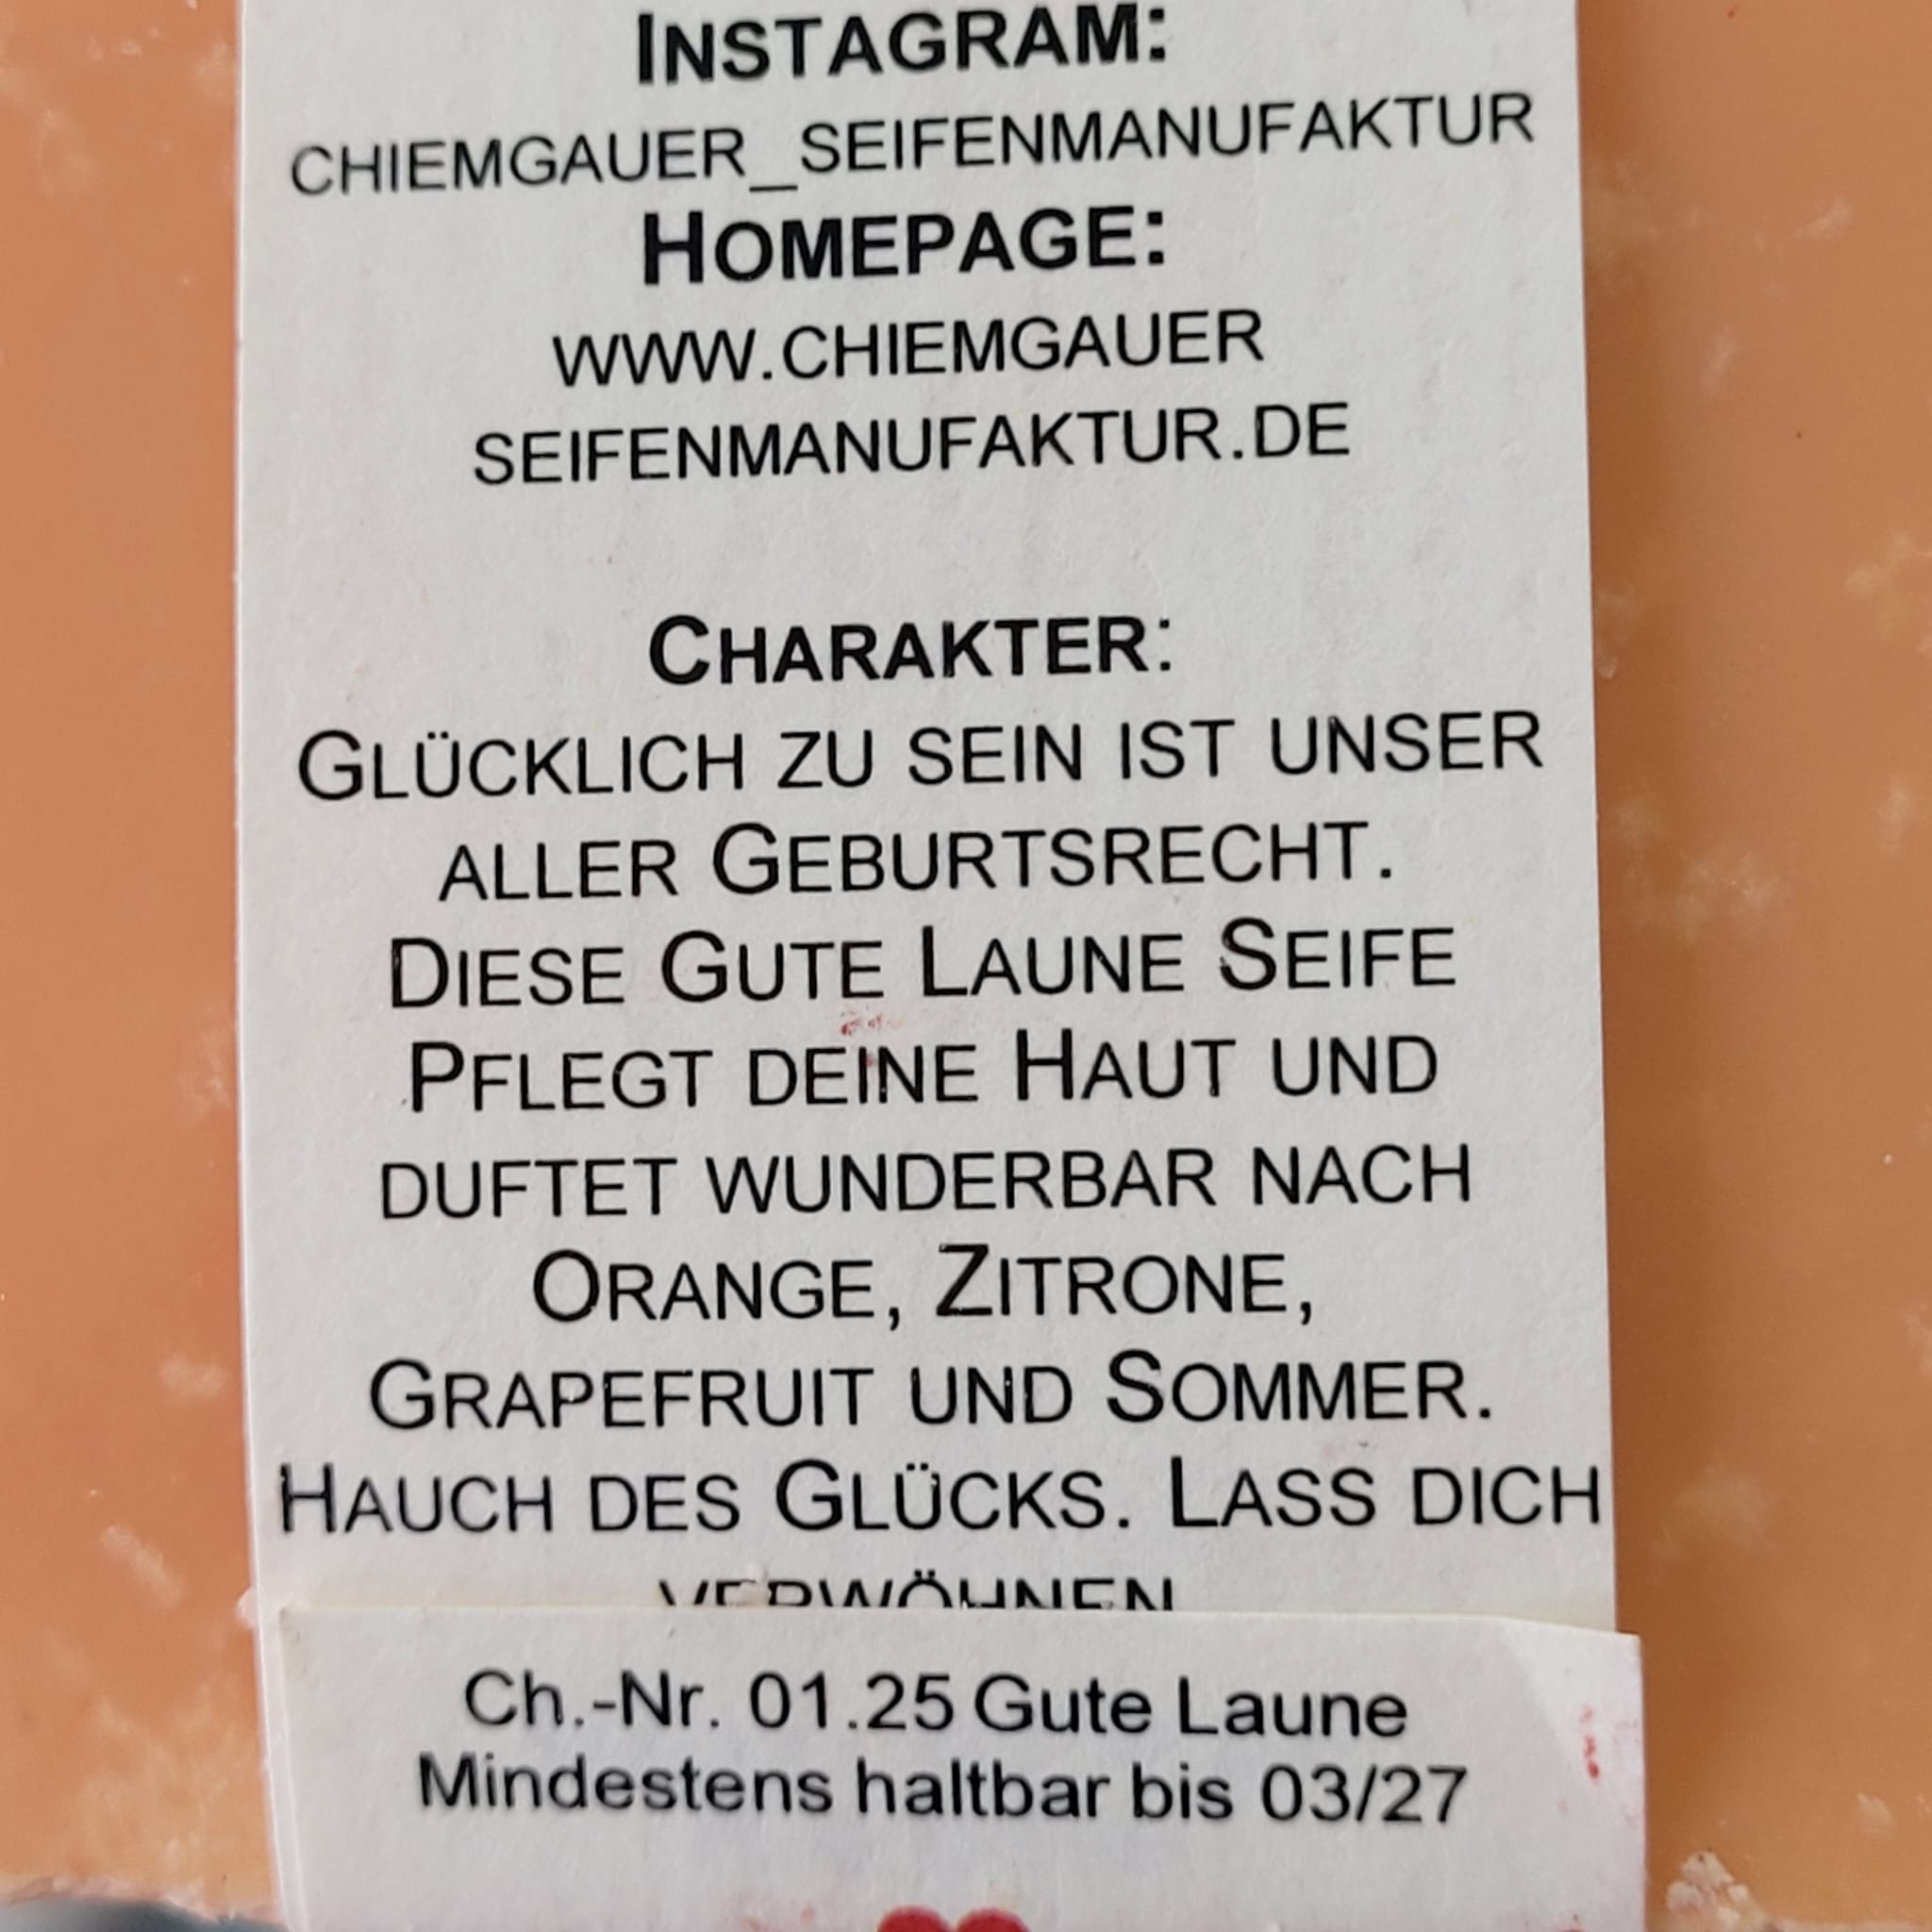 INSTAGRAM:
CHIEMGAUER_SEIFENMANUFAKTUR
HOMEPAGE:
WWW.CHIEMGAUER
SEIFENMANUFAKTUR.DE
CHARAKTER:
GLÜCKLICH ZU SEIN IST UNSER
ALLER GEBURTSRECHT.
DIESE GUTE LAUNE SEIFE
PFLEGT DEINE HAUT UND
DUFTET WUNDERBAR NACH
ORANGE, ZITRONE,
GRAPEFRUIT UND SOMMER.
HAUCH DES GLÜCKS. LASS DICH
VERWÖHNEN
Ch.-Nr. 01.25 Gute Laune
Mindestens haltbar bis 03/27